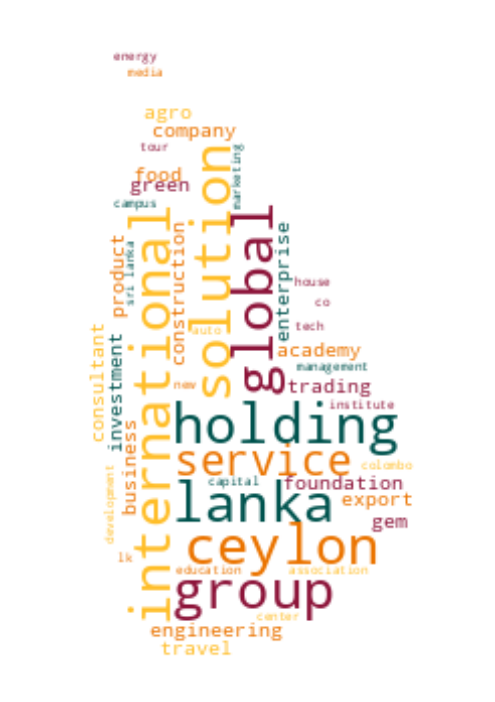 energy
media
agro
company
tour
marketing
food
green
campus
solution
international
global
construction
enterprise
product
sri lanka
house
co
tech
auto
consultant
investment
academy
management
new
trading
institute
holding
business
service
colombo
development
capital
foundation
lanka
export
gem
ceylon
lk
education
association
group
center
engineering
travel